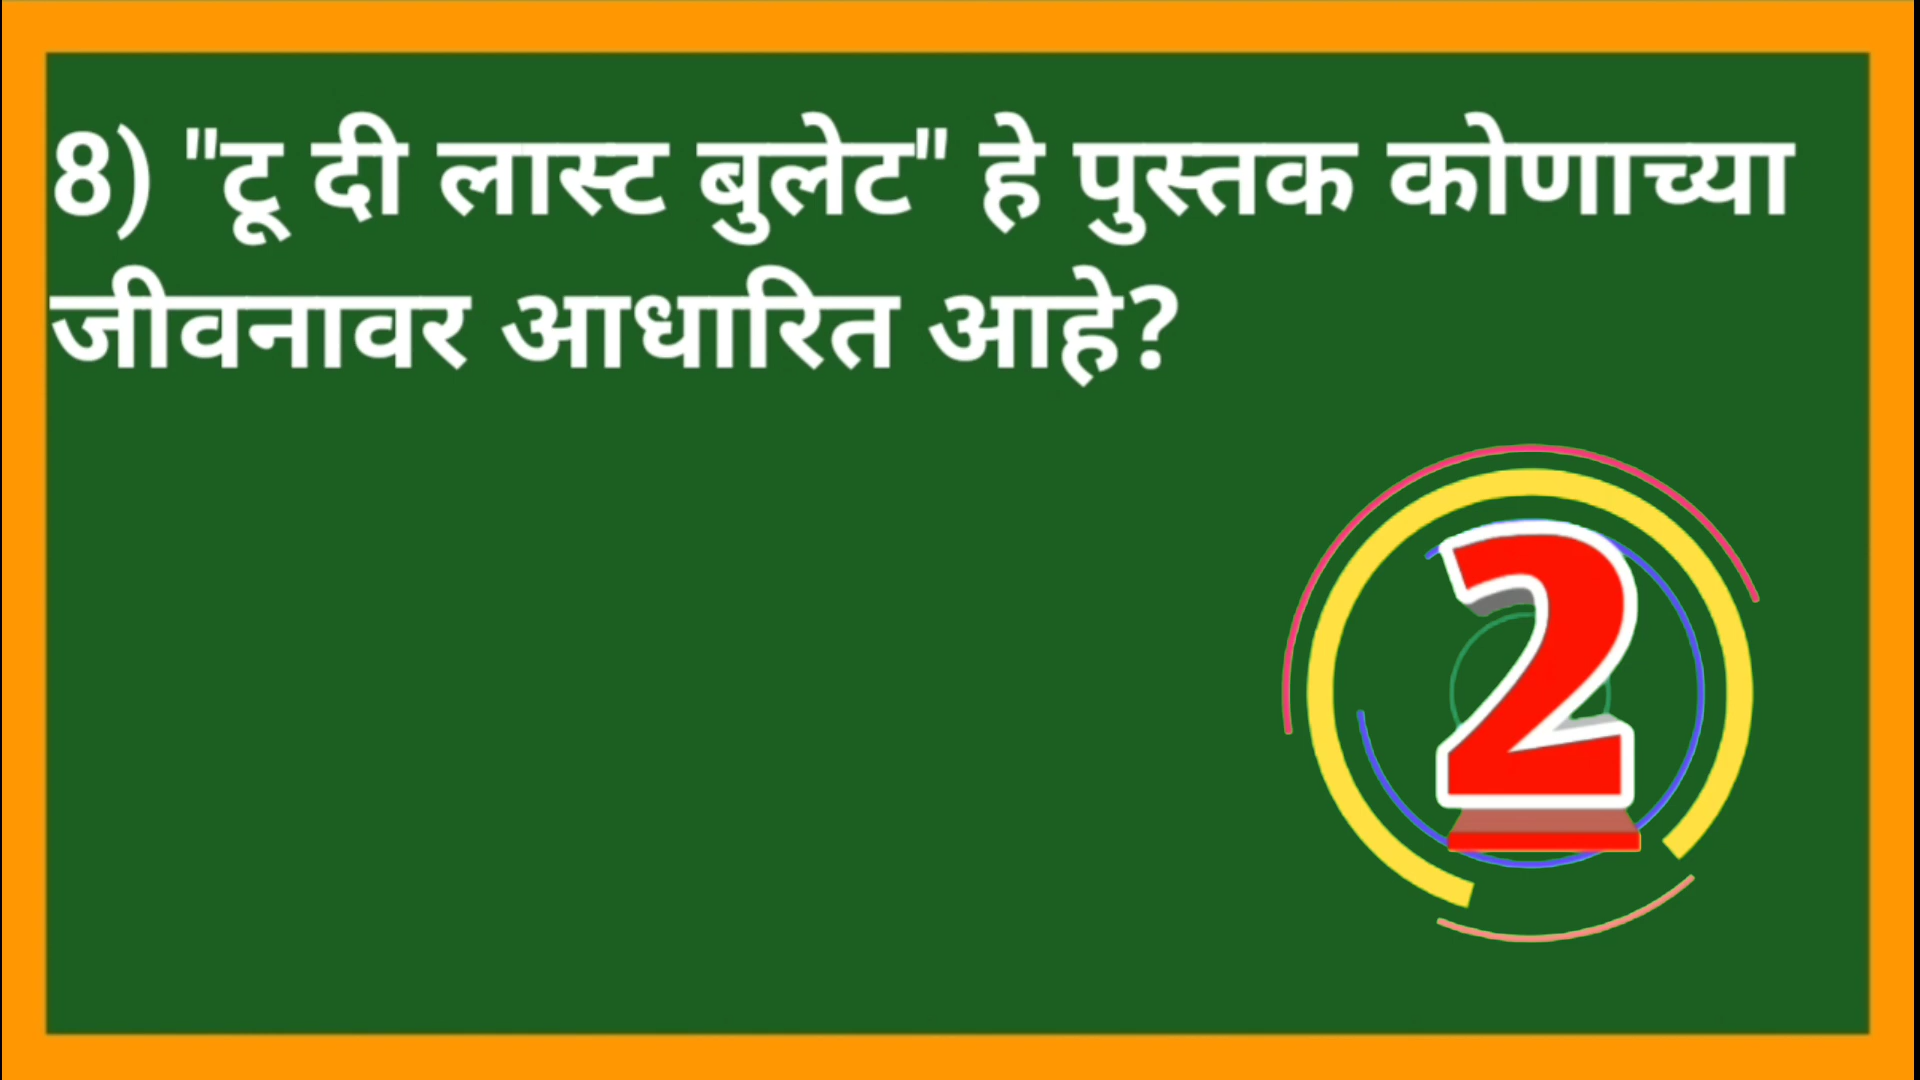 8) "टू दी लास्ट बुलेट" हे पुस्तक कोणाच्या
जीवनावर आधारित आहे?
2